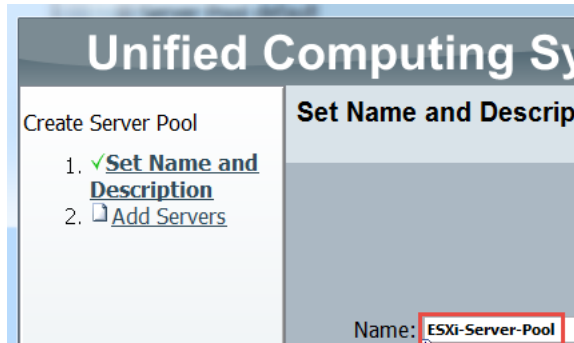 Unified Computing Sy
Create Server Pool
Set Name and Descrip
1. Set Name and
Description
2. Add Servers
Name: ESXi-Server-Pool